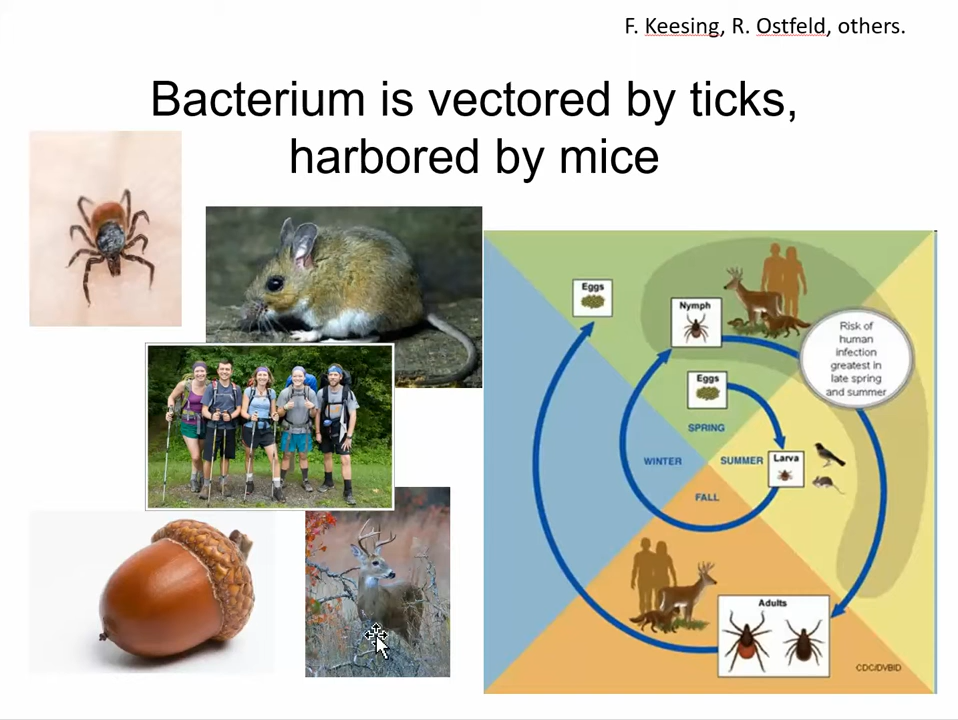 F. Keesing, R. Ostfeld, others.
Bacterium is vectored by ticks,
harbored by mice
Eggs
Nymph
Risk of
human
infection
greatest in
late spring
and summer
Eggs
SPRING
WINTER
SUMMER
Larva
FALL
Adults
CDC/DVBID